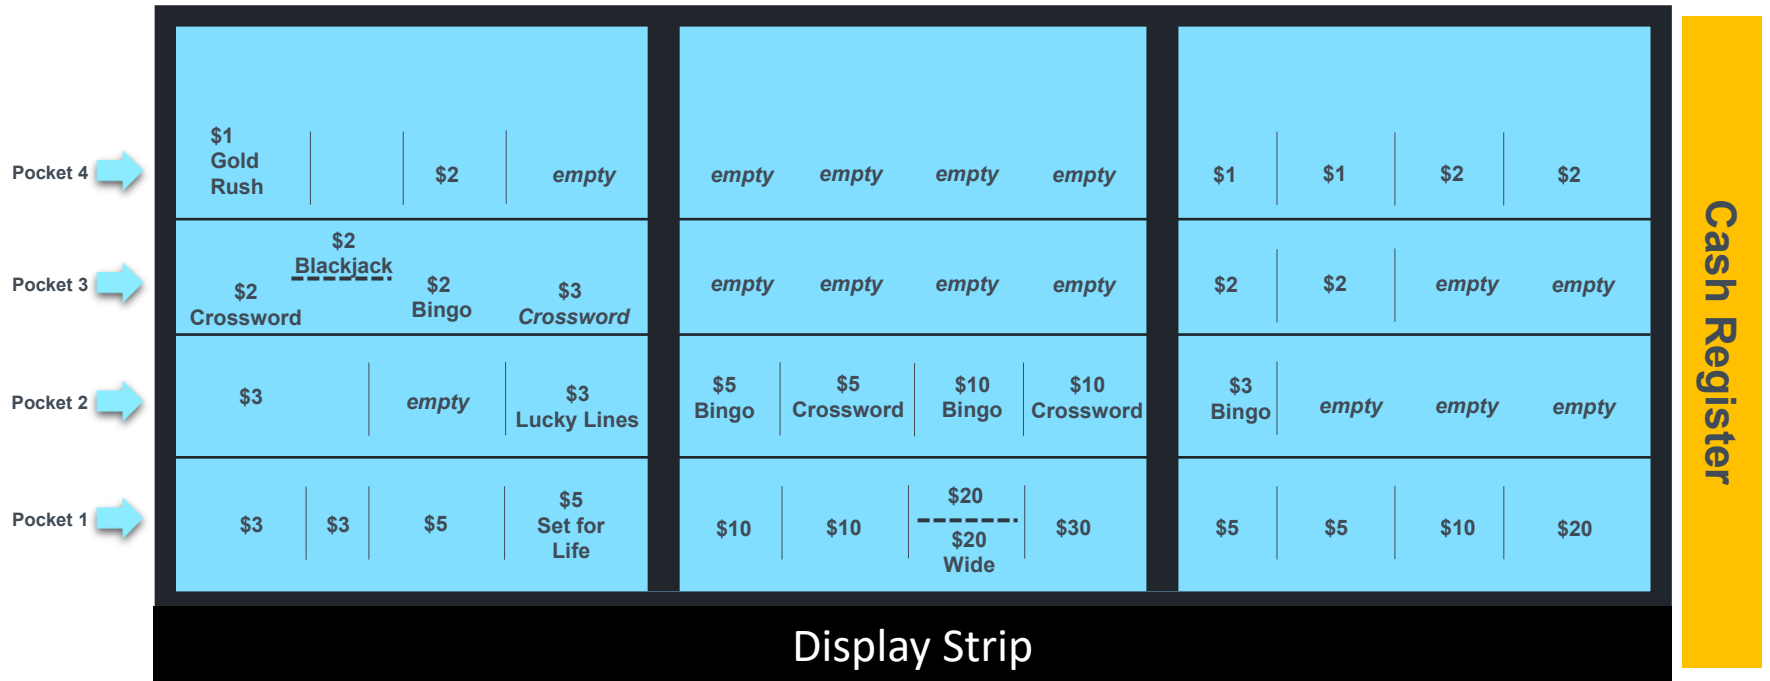 Pocket 4
$1
Gold
Rush
$2
empty
empty
empty
empty
empty
$1
$1
$2
$2
Pocket 3
$2
Crossword
$2
Blackjack
$2
Bingo
$3
Crossword
empty
empty
empty
empty
$2
$2
empty
empty
Pocket 2
$3
empty
$3
Lucky Lines
$5
Bingo
$5
Crossword
$10
Bingo
$10
Crossword
$3
Bingo
empty
empty
empty
Pocket 1
$3
$3
$5
$5
Set for
Life
$10
$10
$20
$20
Wide
$30
$5
$5
$10
$20
Cash Register
Display Strip